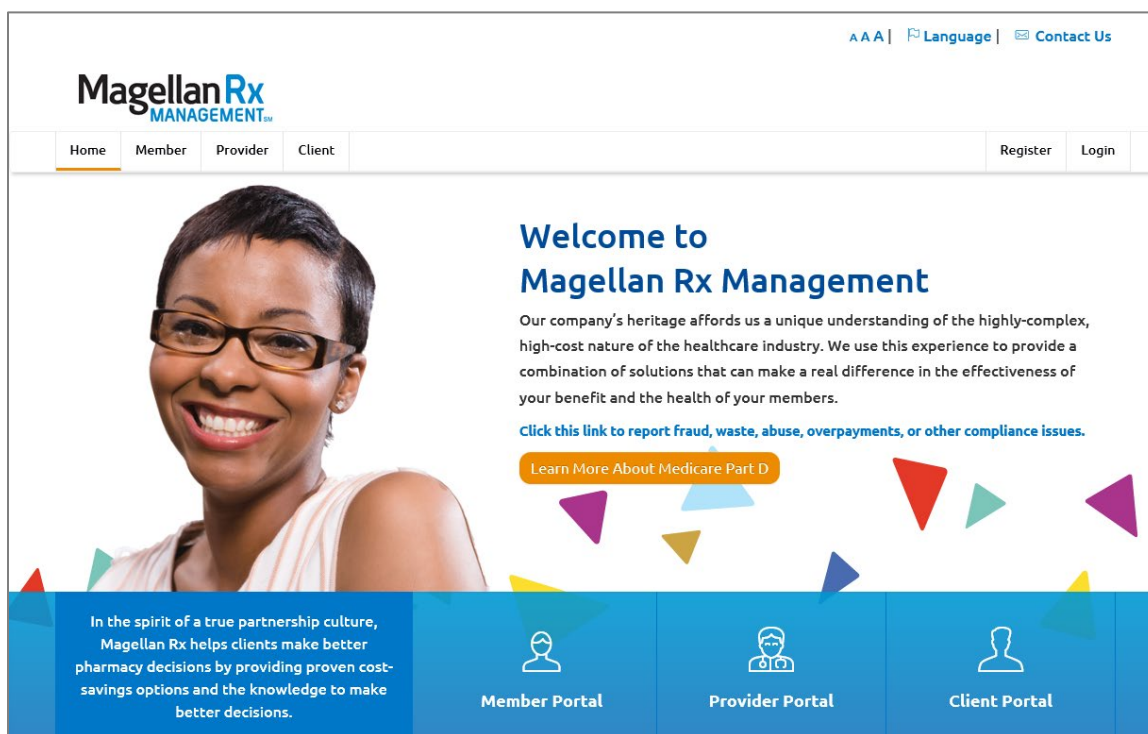 A A A | Language | Contact Us
MagellanRx
MANAGEMENT SM
Home Member Provider Client Register Login
Welcome to
Magellan Rx Management
Our company's heritage affords us a unique understanding of the highly-complex,
high-cost nature of the healthcare industry. We use this experience to provide a
combination of solutions that can make a real difference in the effectiveness of
your benefit and the health of your members.
Click this link to report fraud, waste, abuse, overpayments, or other compliance issues.
Learn More About Medicare Part D
In the spirit of a true partnership culture,
Magellan Rx helps clients make better
pharmacy decisions by providing proven cost-
savings options and the knowledge to make
better decisions.
Member Portal
Provider Portal
Client Portal